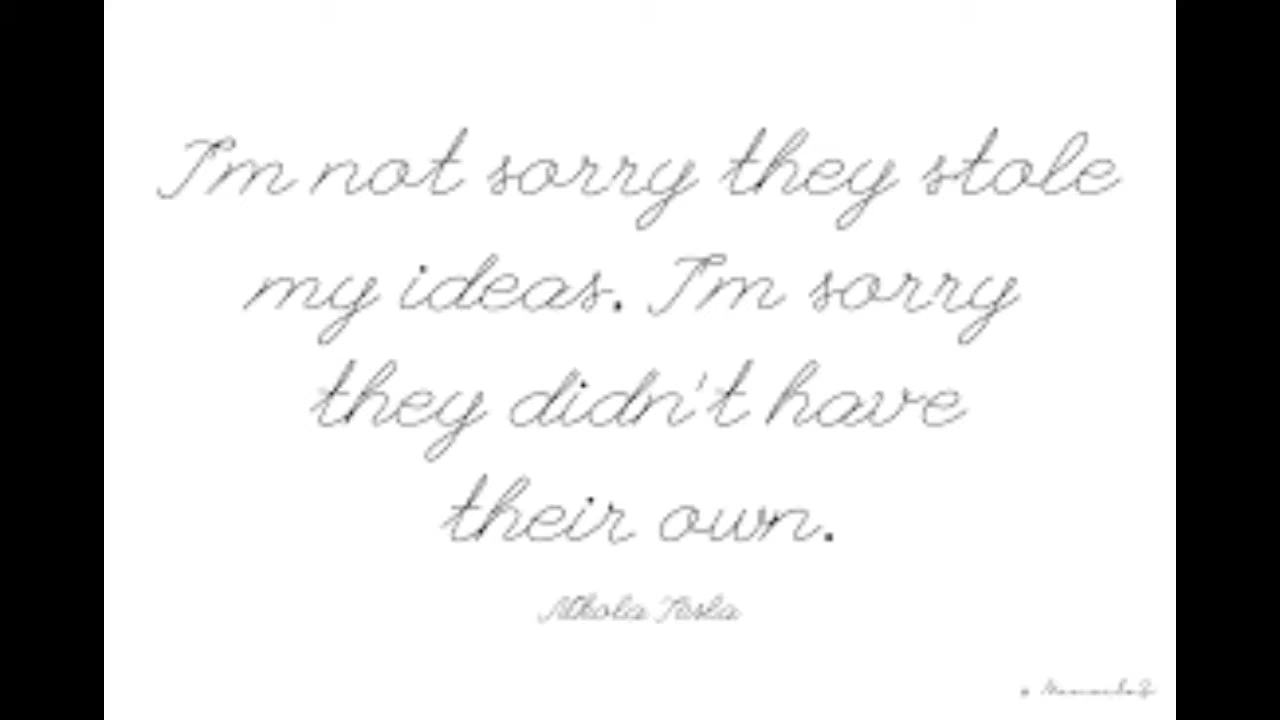 I'm not sorry they stole
my ideas. I'm sorry
they didn't have
their own.
Nikola Tesla